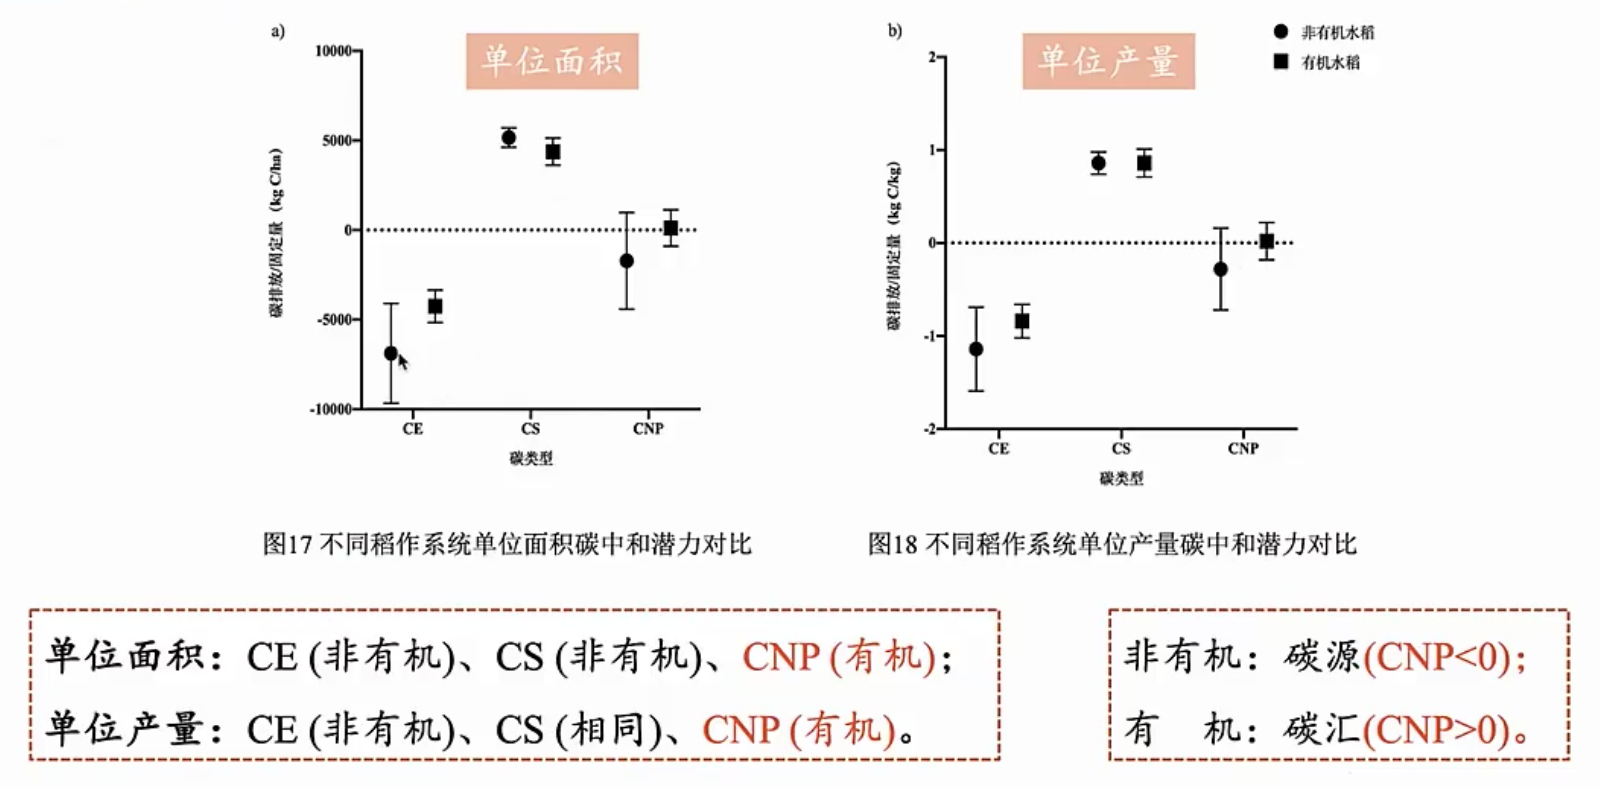 a)
单位面积
10000
5000
0
-5000
-10000
碳排放/固定量（kg C/ha）
CE
CS
CNP
碳类型
图17 不同稻作系统单位面积碳中和潜力对比
b)
单位产量
非有机水稻
有机水稻
2
1
0
-1
-2
碳排放/固定量（kg C/kg）
CE
CS
CNP
碳类型
图18 不同稻作系统单位产量碳中和潜力对比
单位面积：CE (非有机)、CS (非有机)、CNP (有机)；
单位产量：CE (非有机)、CS (相同)、CNP (有机)。
非有机：碳源(CNP<0)；
有 机：碳汇(CNP>0)。